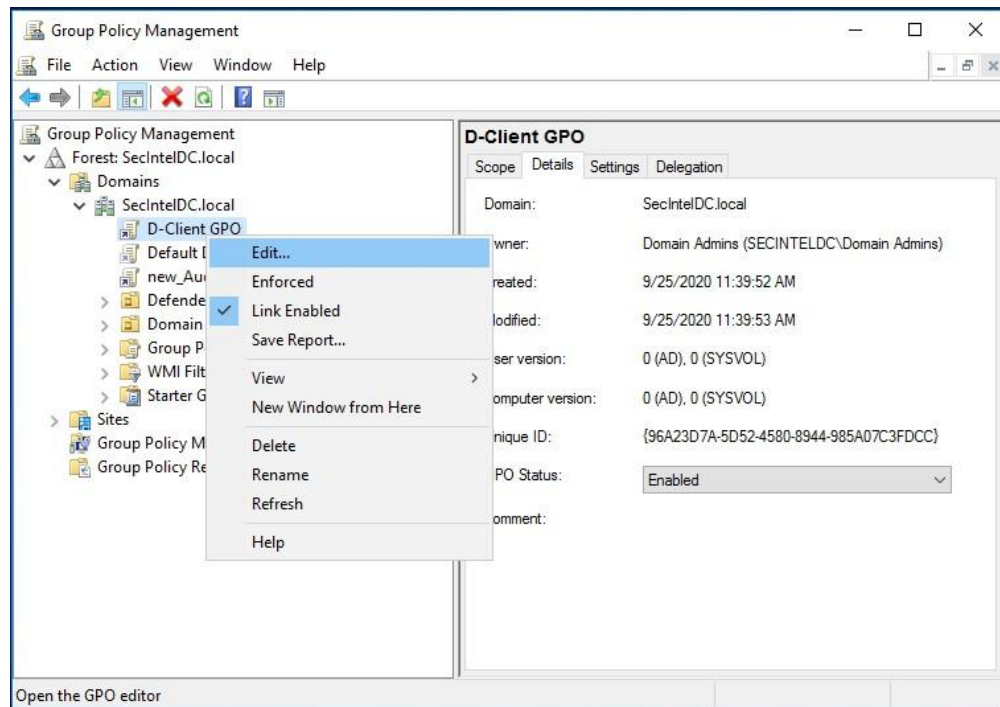 Group Policy Management
File Action View Window Help
Group Policy Management
Forest: SecIntelDC.local
Domains
SecIntelDC.local
D-Client GPO
Default
new_Au
Defende
Domain
Group P
WMI Filt
Starter G
Sites
Group Policy M
Group Policy Re
Edit...
Enforced
Link Enabled
Save Report...
View
New Window from Here
Delete
Rename
Refresh
Help
D-Client GPO
Scope Details Settings Delegation
Domain: SecIntelDC.local
wner: Domain Admins (SECINTELDC\Domain Admins)
reated: 9/25/2020 11:39:52 AM
lodified: 9/25/2020 11:39:53 AM
ser version: 0 (AD), 0 (SYSVOL)
omputer version: 0 (AD), 0 (SYSVOL)
nique ID: {96A23D7A-5D52-4580-8944-985A07C3FDCC}
PO Status: Enabled
omment:
Open the GPO editor